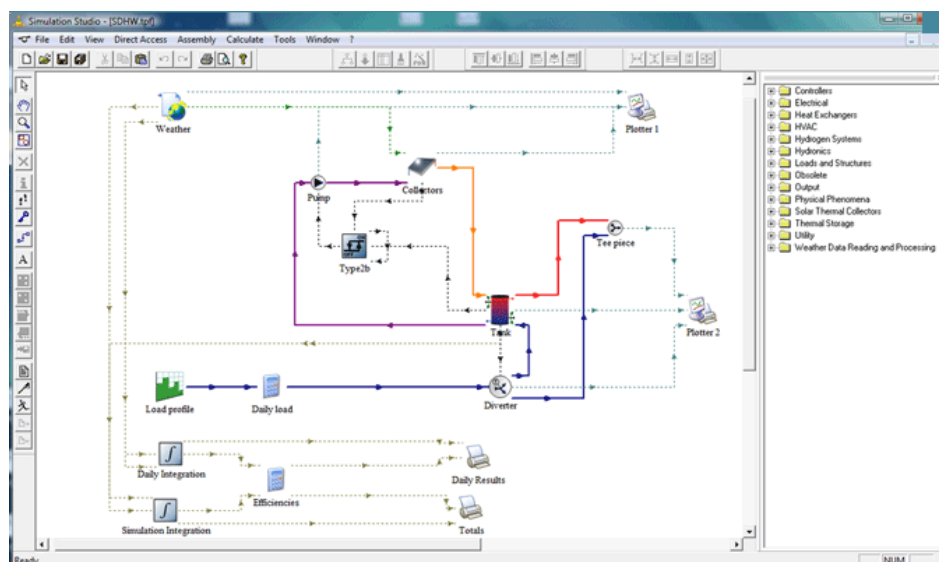 Simulation Studio - [SDHW.tpf]
File Edit View Direct Access Assembly Calculate Tools Window ?
Weather
Plotter 1
Collectors
Pump
Type2b
Tee piece
Tank
Plotter 2
Load profile
Daily load
Diverter
Daily Integration
Daily Results
Efficiencies
Simulation Integration
Totals
Controllers
Electrical
Heat Exchangers
HVAC
Hydrogen Systems
Hydronics
Loads and Structures
Obsolete
Output
Physical Phenomena
Solar Thermal Collectors
Thermal Storage
Utility
Weather Data Reading and Processing
Ready
NUM